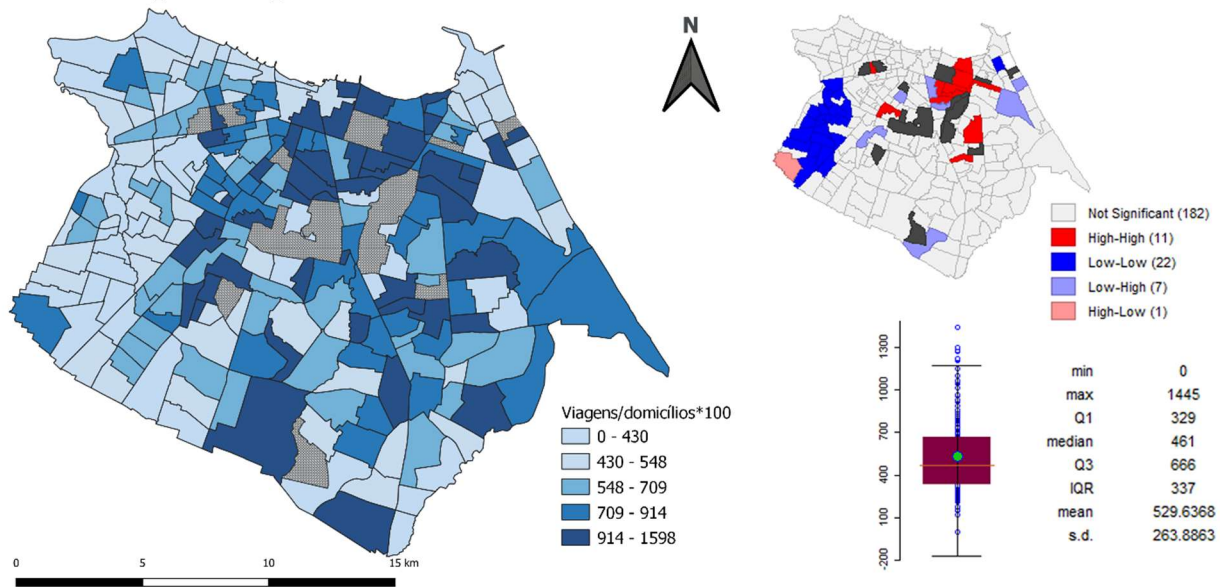 N
Viagens/domicílios*100
0 - 430
430 - 548
548 - 709
709 - 914
914 - 1598
0 5 10 15 km
Not Significant (182)
High-High (11)
Low-Low (22)
Low-High (7)
High-Low (1)
1300
1000
700
400
100
-200
min 0
max 1445
Q1 329
median 461
Q3 666
IQR 337
mean 529.6368
s.d. 263.8863